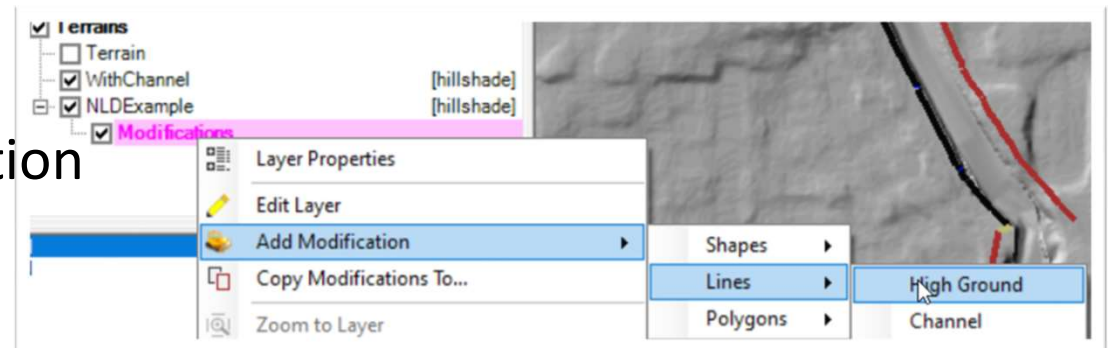 Terrains
Terrain
WithChannel [hillshade]
NLDExample [hillshade]
Modifications
tion
Layer Properties
Edit Layer
Add Modification
Copy Modifications To...
Zoom to Layer
Shapes
Lines
Polygons
High Ground
Channel